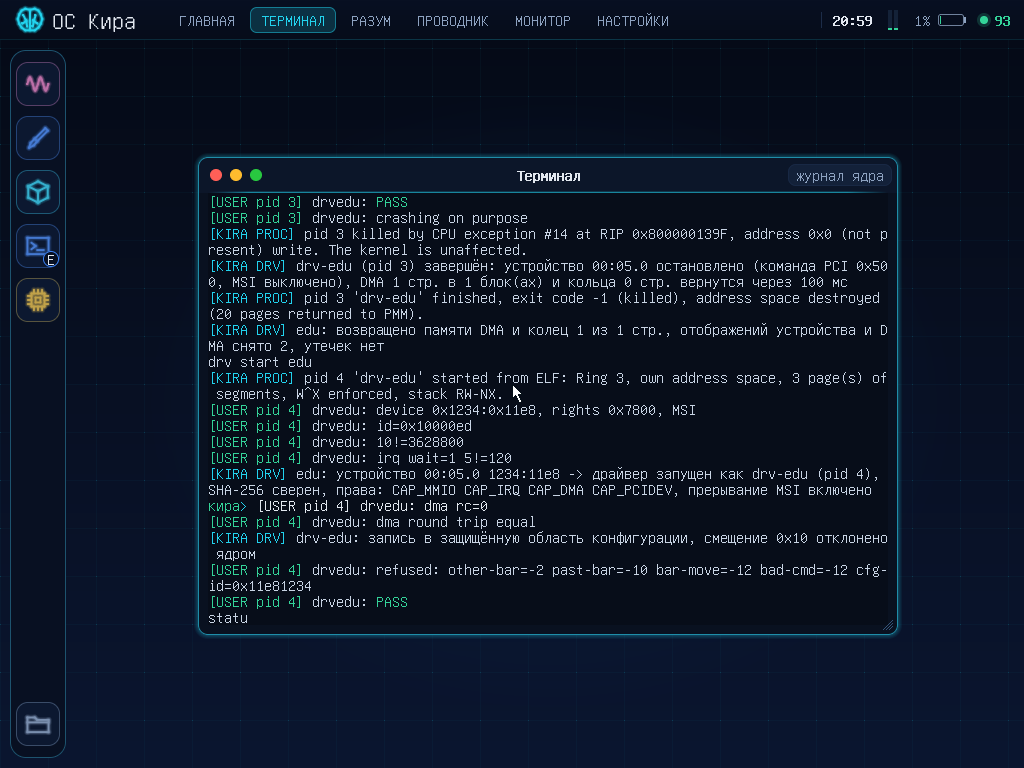 ОС Кира
ГЛАВНАЯ ТЕРМИНАЛ РАЗУМ ПРОВОДНИК МОНИТОР НАСТРОЙКИ
20:59 1% 93
E
Терминал
журнал ядра
[USER pid 3] drvedu: PASS
[USER pid 3] drvedu: crashing on purpose
[KIRA PROC] pid 3 killed by CPU exception #14 at RIP 0x800000139F, address 0x0 (not p
resent) write. The kernel is unaffected.
[KIRA DRV] drv-edu (pid 3) завершён: устройство 00:05.0 остановлено (команда PCI 0x50
0, MSI выключено), DMA 1 стр. в 1 блок(ах) и кольца 0 стр. вернутся через 100 мс
[KIRA PROC] pid 3 'drv-edu' finished, exit code -1 (killed), address space destroyed
(20 pages returned to PMM).
[KIRA DRV] edu: возвращено памяти DMA и колец 1 из 1 стр., отображений устройства и D
MA снято 2, утечек нет
drv start edu
[KIRA PROC] pid 4 'drv-edu' started from ELF: Ring 3, own address space, 3 page(s) of
segments, W^X enforced, stack RW-NX.
[USER pid 4] drvedu: device 0x1234:0x11e8, rights 0x7800, MSI
[USER pid 4] drvedu: id=0x10000ed
[USER pid 4] drvedu: 10!=3628800
[USER pid 4] drvedu: irq wait=1 5!=120
[KIRA DRV] edu: устройство 00:05.0 1234:11e8 -> драйвер запущен как drv-edu (pid 4),
SHA-256 сверен, права: CAP_MMIO CAP_IRQ CAP_DMA CAP_PCIDEV, прерывание MSI включено
кира> [USER pid 4] drvedu: dma rc=0
[USER pid 4] drvedu: dma round trip equal
[KIRA DRV] drv-edu: запись в защищённую область конфигурации, смещение 0x10 отклонено
ядром
[USER pid 4] drvedu: refused: other-bar=-2 past-bar=-10 bar-move=-12 bad-cmd=-12 cfg-
id=0x11e81234
[USER pid 4] drvedu: PASS
statu